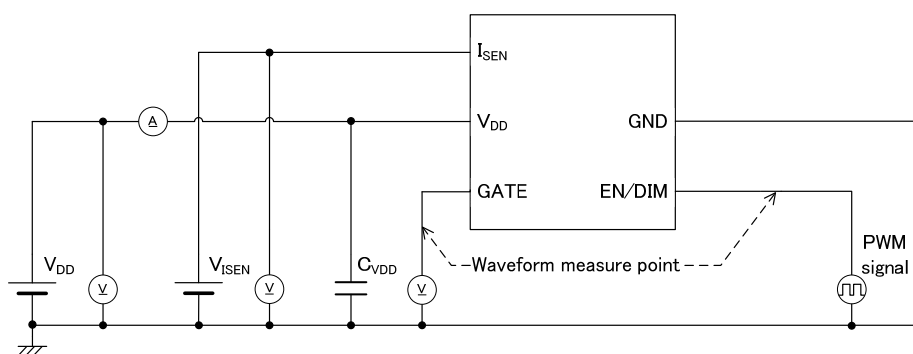 ISEN
A
VDD
GND
GATE
EN/DIM
PWM
signal
Waveform measure point
VDD
V
VISEN
V
CVDD
V